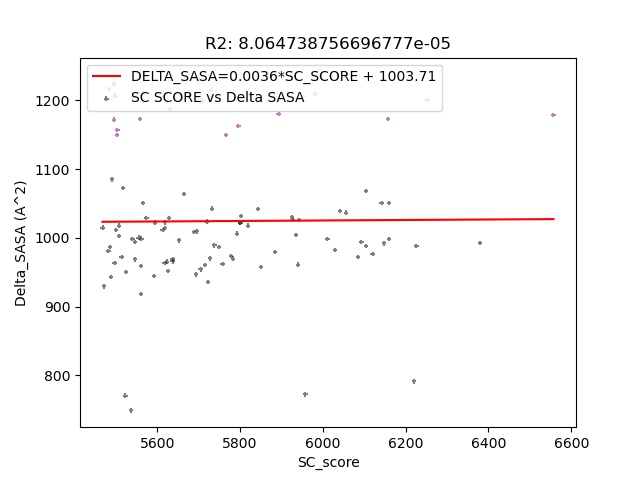 R2: 8.064738756696777e-05
DELTA_SASA=0.0036*SC_SCORE + 1003.71
SC SCORE vs Delta SASA
1200
1100
1000
900
800
Delta_SASA (A^2)
5600 5800 6000 6200 6400 6600
SC_score